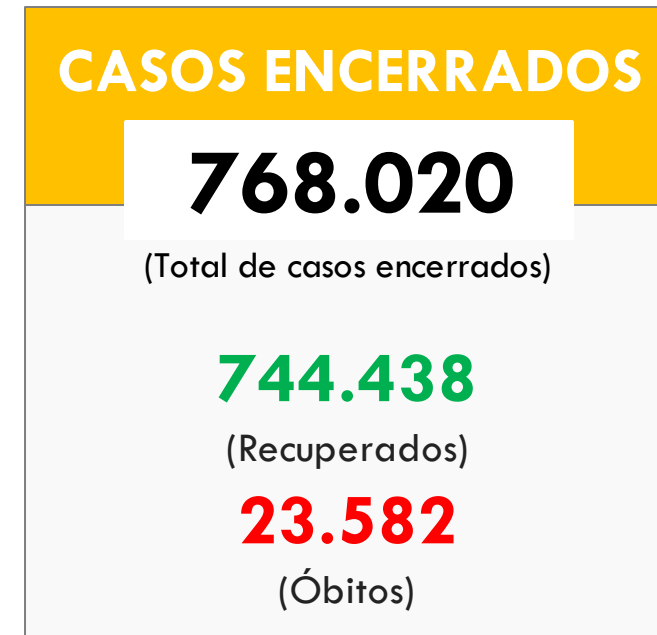 CASOS ENCERRADOS
768.020
(Total de casos encerrados)
744.438
(Recuperados)
23.582
(Óbitos)